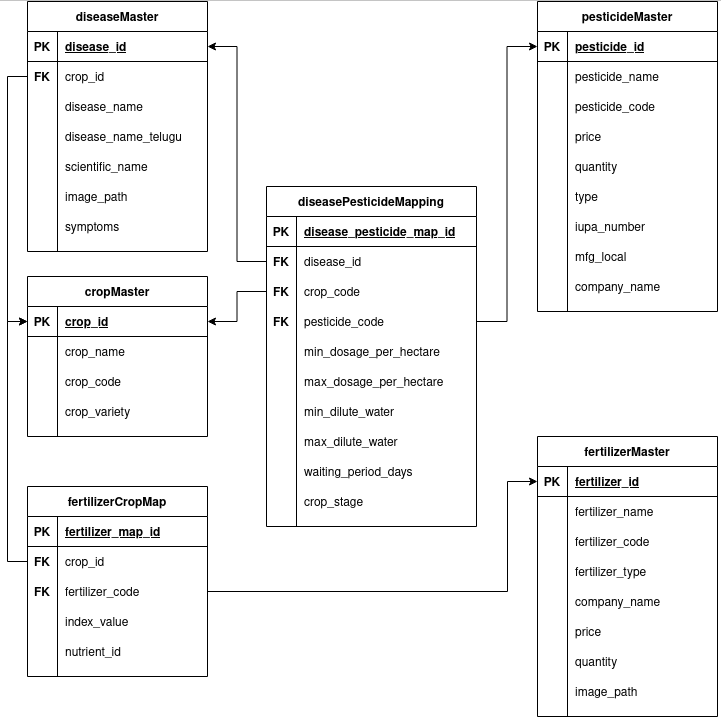 diseaseMaster
PK disease_id
FK crop_id
disease_name
disease_name_telugu
scientific_name
image_path
symptoms
cropMaster
PK crop_id
crop_name
crop_code
crop_variety
fertilizerCropMap
PK fertilizer_map_id
FK crop_id
FK fertilizer_code
index_value
nutrient_id
diseasePesticideMapping
PK disease_pesticide_map_id
FK disease_id
FK crop_code
FK pesticide_code
min_dosage_per_hectare
max_dosage_per_hectare
min_dilute_water
max_dilute_water
waiting_period_days
crop_stage
pesticideMaster
PK pesticide_id
pesticide_name
pesticide_code
price
quantity
type
iupa_number
mfg_local
company_name
fertilizerMaster
PK fertilizer_id
fertilizer_name
fertilizer_code
fertilizer_type
company_name
price
quantity
image_path